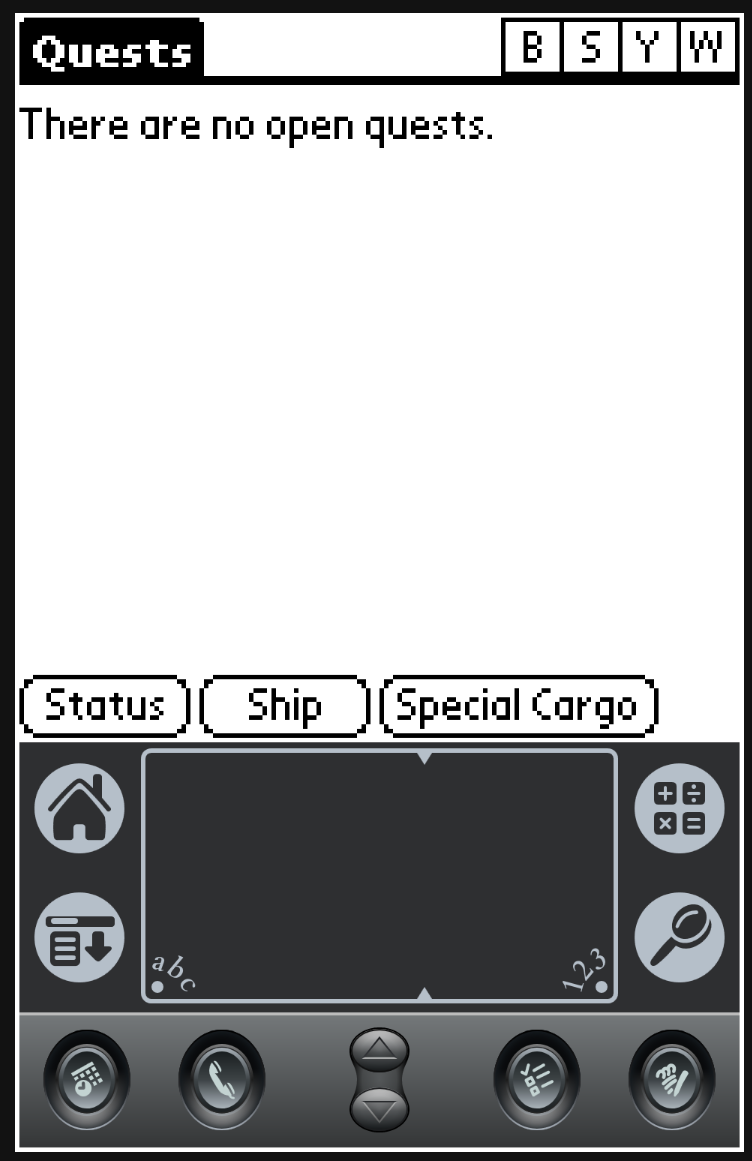 Quests B S Y W
There are no open quests.
Status Ship Special Cargo
abc 123